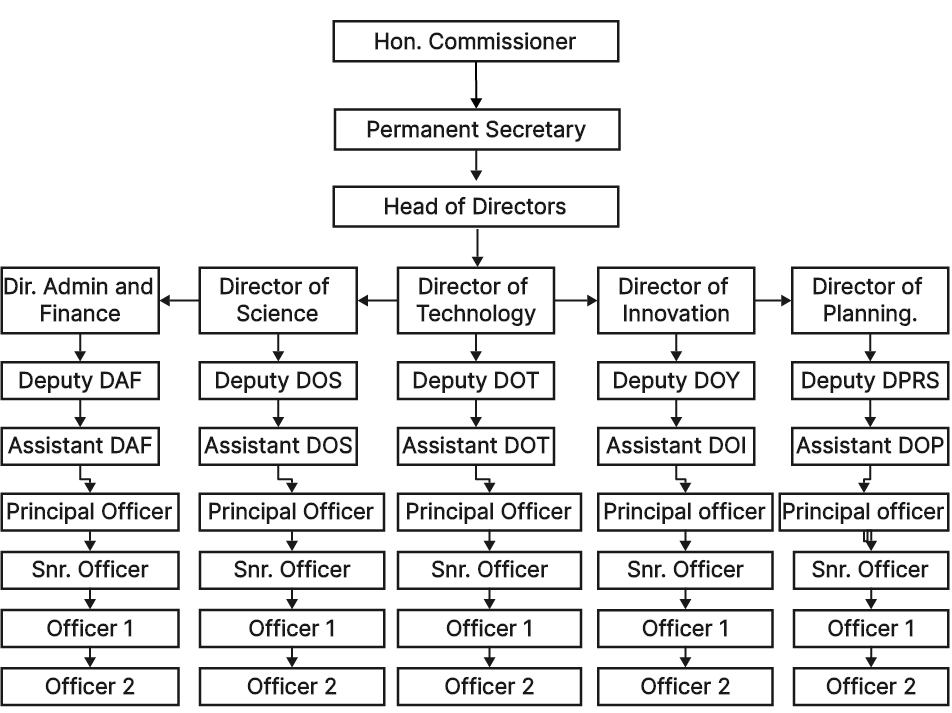 Hon. Commissioner
Permanent Secretary
Head of Directors
Dir. Admin and
Finance
Director of
Science
Director of
Technology
Director of
Innovation
Director of
Planning.
Deputy DAF
Deputy DOS
Deputy DOT
Deputy DOY
Deputy DPRS
Assistant DAF
Assistant DOS
Assistant DOT
Assistant DOI
Assistant DOP
Principal Officer
Principal Officer
Principal Officer
Principal officer
Principal officer
Snr. Officer
Snr. Officer
Snr. Officer
Snr. Officer
Snr. Officer
Officer 1
Officer 1
Officer 1
Officer 1
Officer 1
Officer 2
Officer 2
Officer 2
Officer 2
Officer 2